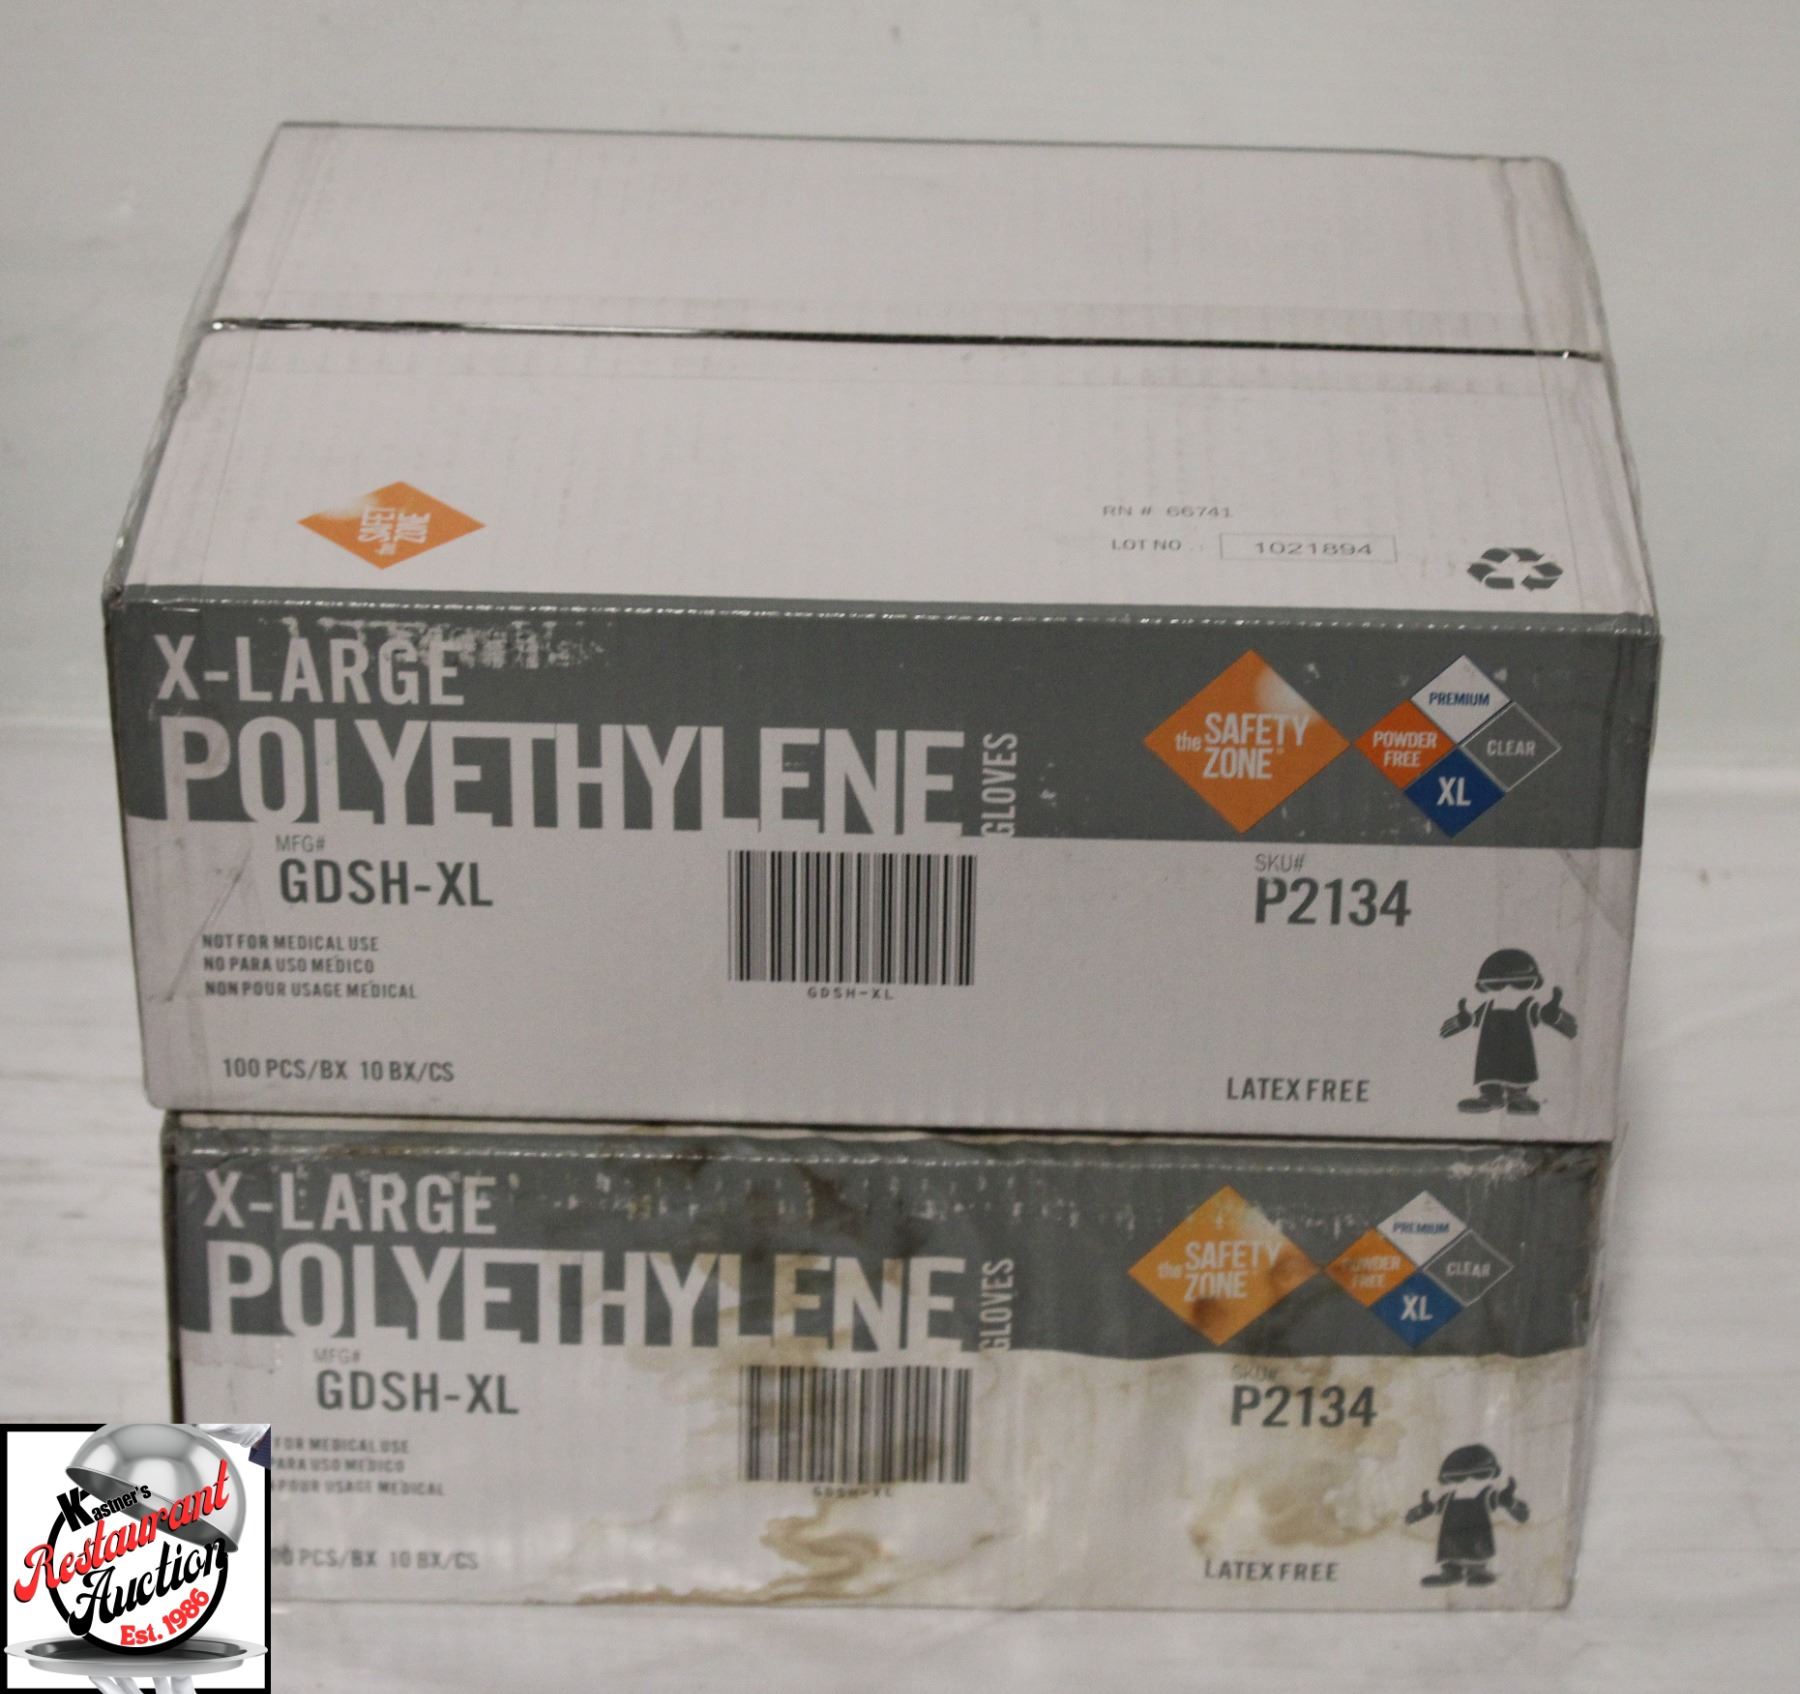 the SAFETY
ZONE
RN # 66741
LOT NO.: 1021894
X-LARGE
POLYETHYLENE GLOVES
the SAFETY
ZONE®
PREMIUM
POWDER
FREE
CLEAR
XL
MFG#
GDSH-XL
GDSH-XL
SKU#
P2134
NOT FOR MEDICAL USE
NO PARA USO MEDICO
NON POUR USAGE MEDICAL
100 PCS/BX 10 BX/CS
LATEX FREE
X-LARGE
POLYETHYLENE GLOVES
the SAFETY
ZONE®
PREMIUM
POWDER
FREE
CLEAR
XL
MFG#
GDSH-XL
GDSH-XL
SKU#
P2134
FOR MEDICAL USE
PARA USO MEDICO
POUR USAGE MEDICAL
PCS/BX 10 BX/CS
LATEX FREE
Kastner's
Restaurant
Auction
Est. 1986